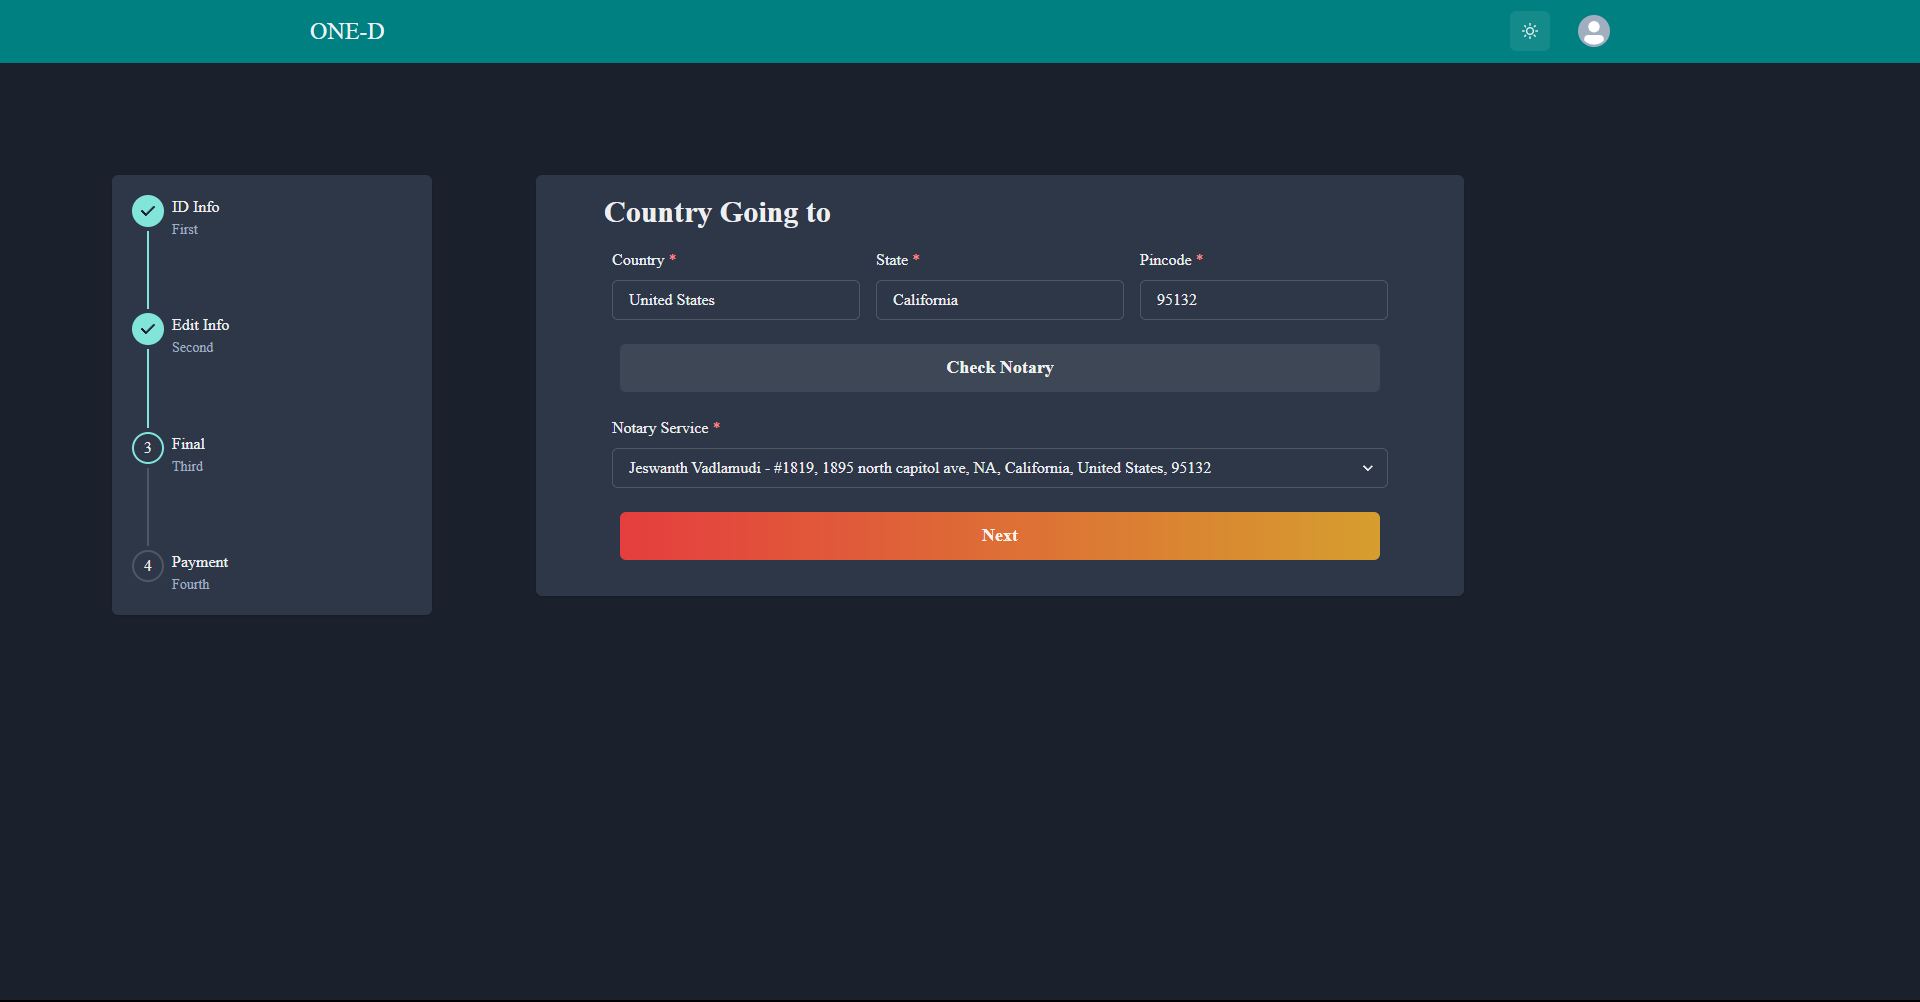 ONE-D
ID Info
First
Edit Info
Second
3
Final
Third
4
Payment
Fourth
Country Going to
Country * State * Pincode *
United States California 95132
Check Notary
Notary Service *
Jeswanth Vadlamudi - #1819, 1895 north capitol ave, NA, California, United States, 95132
Next